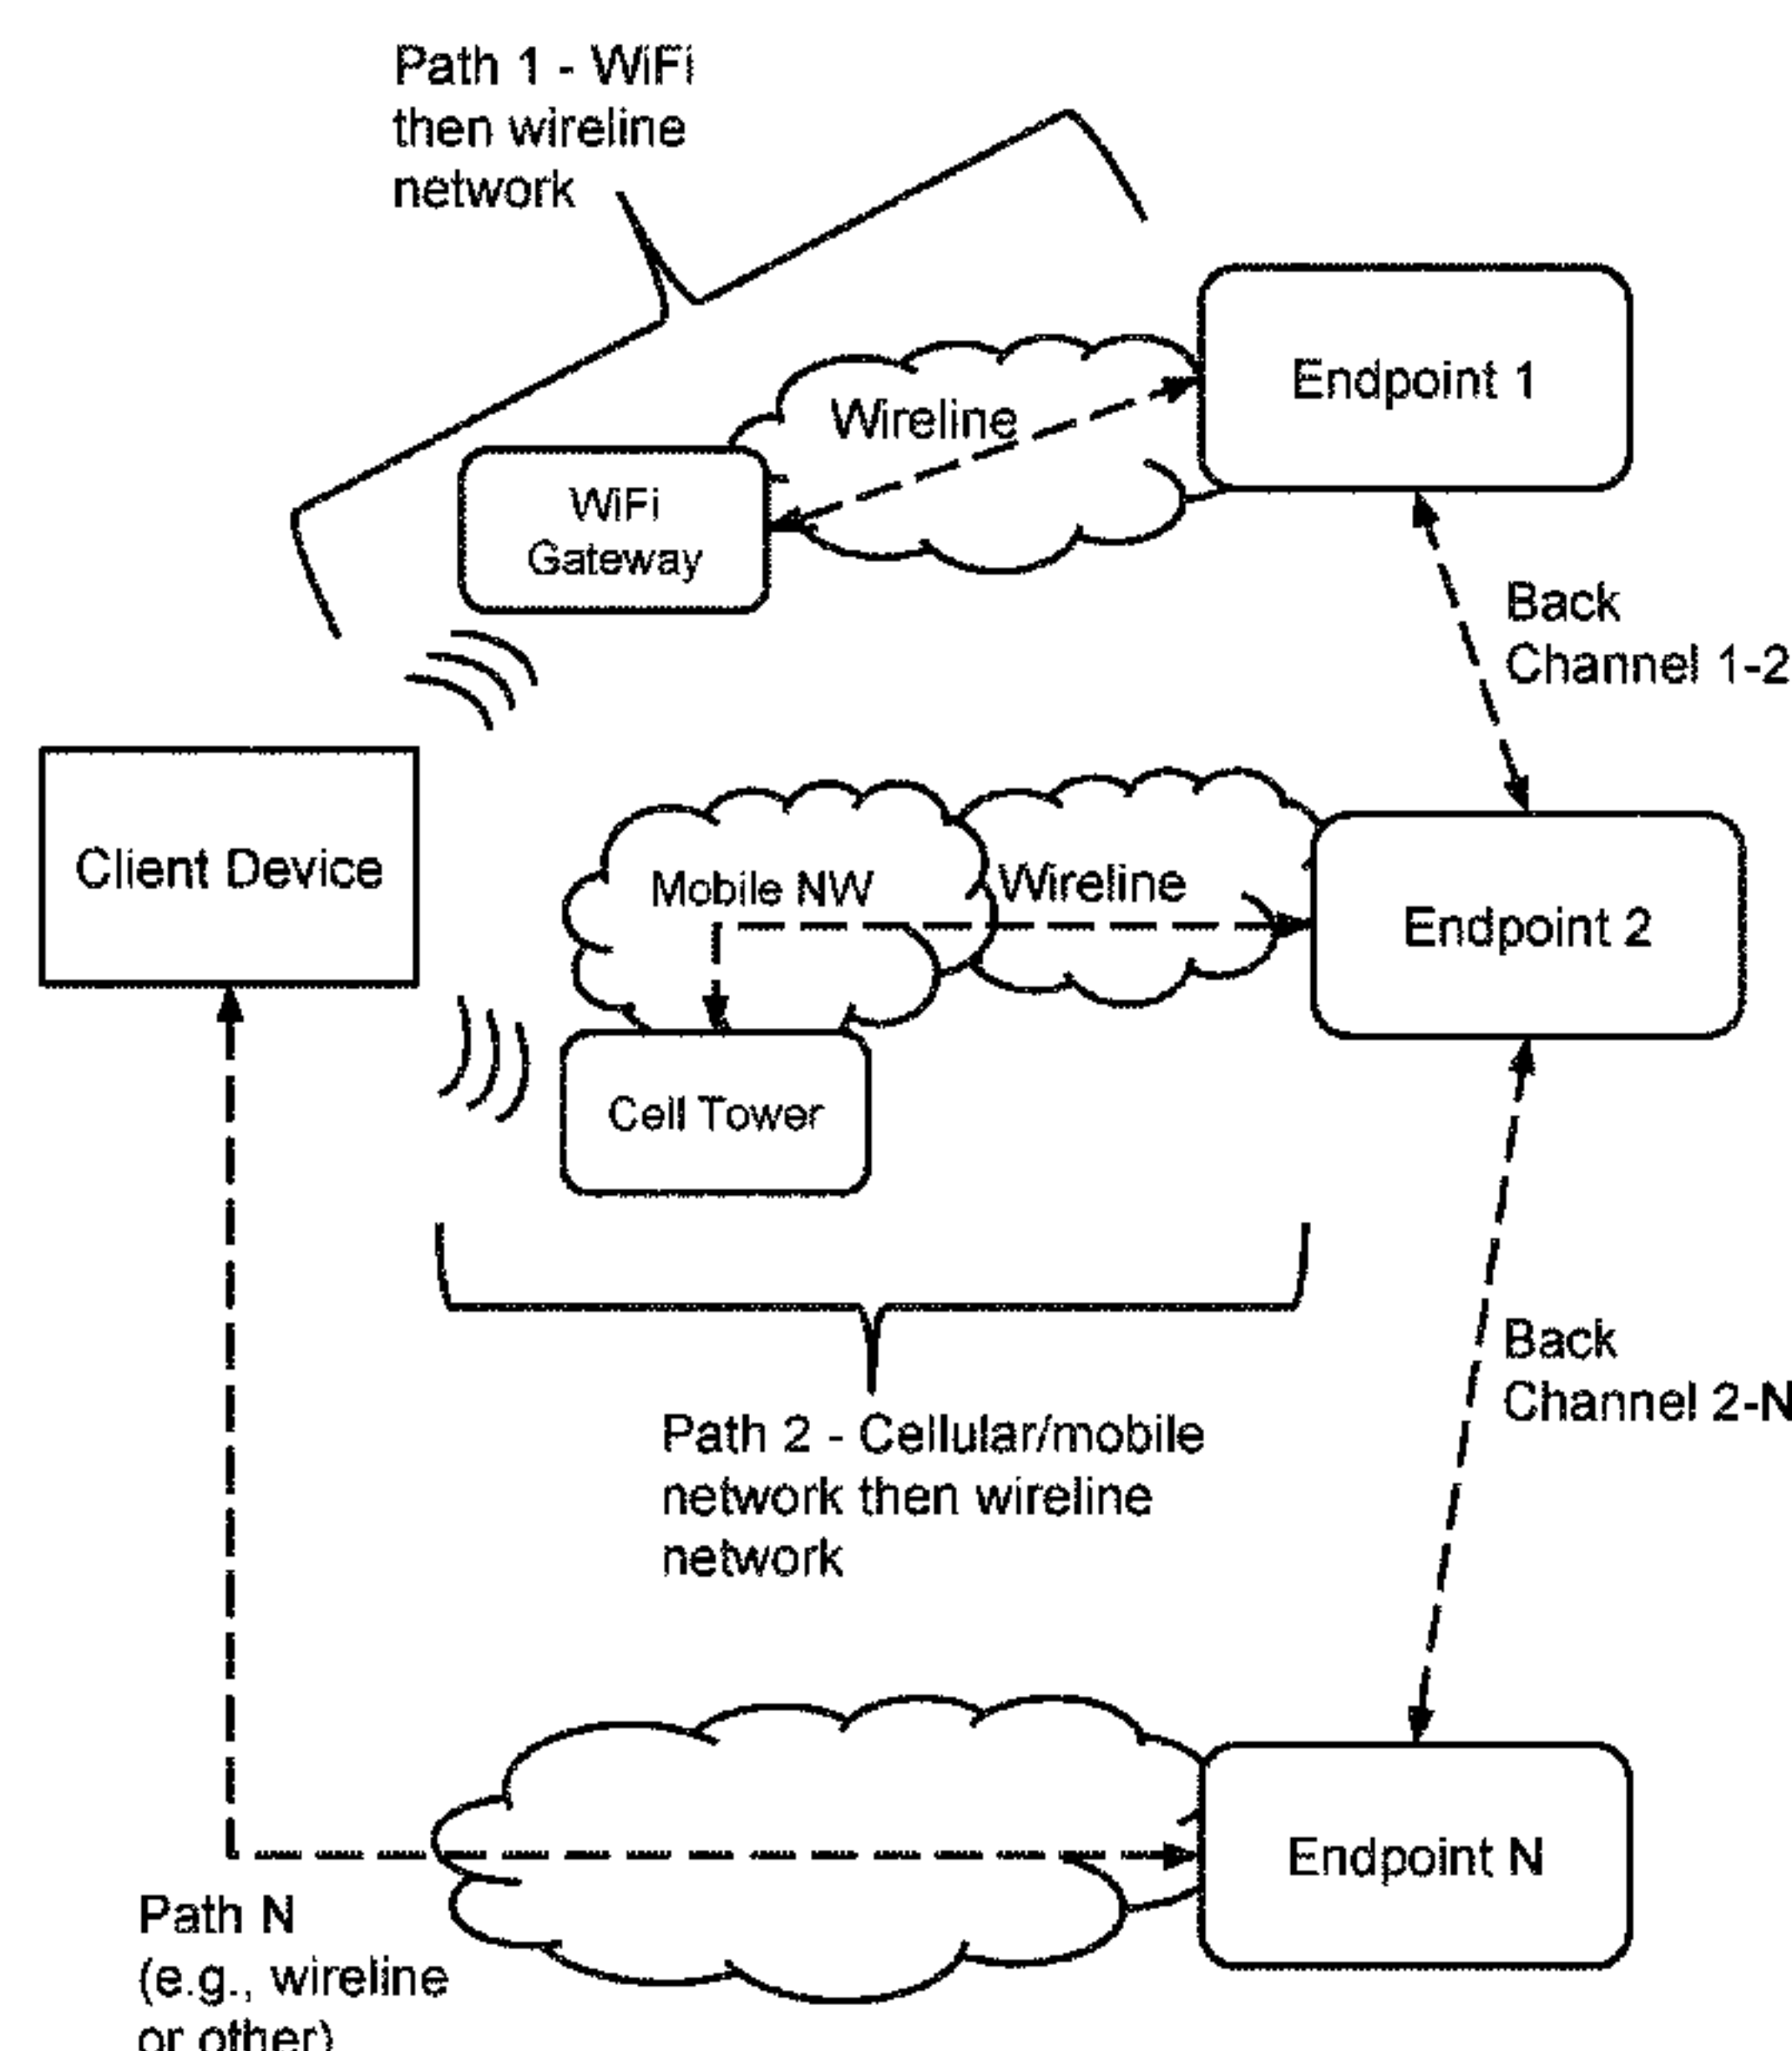 Path 1 - WiFi
then wireline
network
Endpoint 1
Wireline
WiFi
Gateway
Back
Channel 1-2
Client Device
Mobile NW
Wireline
Endpoint 2
Cell Tower
Back
Channel 2-N
Path 2 - Cellular/mobile
network then wireline
network
Endpoint N
Path N
(e.g., wireline
or other)